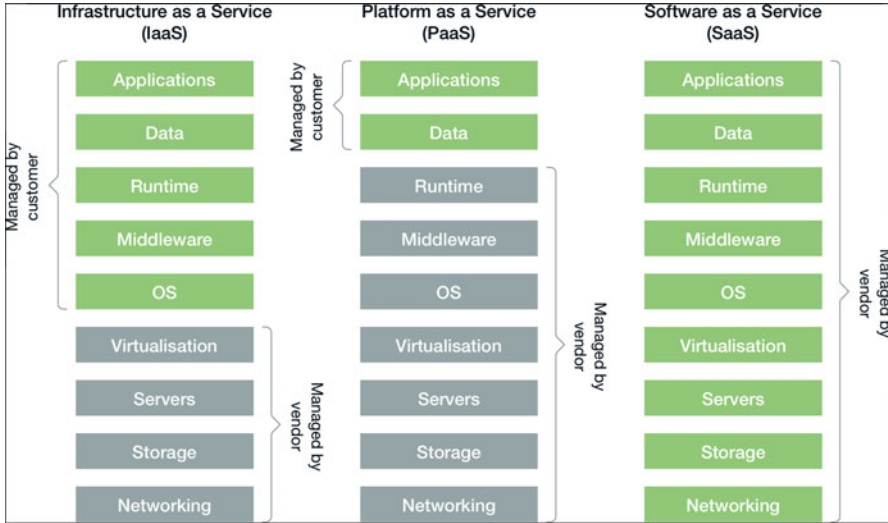 Infrastructure as a Service
(IaaS)
Managed by
customer
Applications
Data
Runtime
Middleware
OS
Virtualisation
Servers
Storage
Networking
Managed by
vendor
Platform as a Service
(PaaS)
Managed by
customer
Applications
Data
Runtime
Middleware
OS
Virtualisation
Servers
Storage
Networking
Managed by
vendor
Software as a Service
(SaaS)
Applications
Data
Runtime
Middleware
OS
Virtualisation
Servers
Storage
Networking
Managed by
vendor